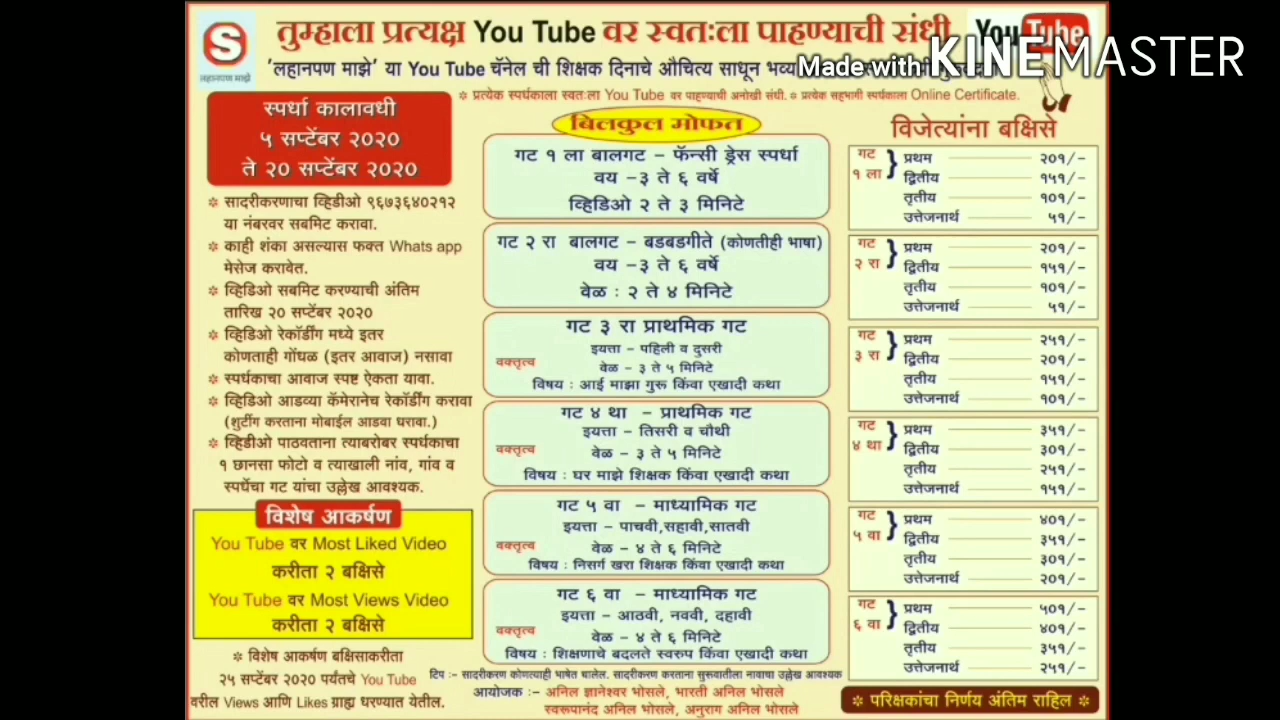 तुम्हाला प्रत्यक्ष You Tube वर स्वतःला पाहण्याची संधी
You Tube
S
लहानपण माझे
'लहानपण माझे' या You Tube चॅनेल ची शिक्षक दिनाचे औचित्य साधून भव्य
Made with KINEMASTER
❈ प्रत्येक स्पर्धकाला स्वतःला You Tube वर पाहण्याची अनोखी संधी. ❈ प्रत्येक सहभागी स्पर्धकाला Online Certificate.
स्पर्धा कालावधी
५ सप्टेंबर २०२०
ते २० सप्टेंबर २०२०
❈ सादरीकरणाचा व्हिडीओ ९६७३६४०२१२
या नंबरवर सबमिट करावा.
❈ काही शंका असल्यास फक्त Whats app
मेसेज करावेत.
❈ व्हिडिओ सबमिट करण्याची अंतिम
तारिख २० सप्टेंबर २०२०
❈ व्हिडिओ रेकॉर्डींग मध्ये इतर
कोणताही गोंधळ (इतर आवाज) नसावा
❈ स्पर्धकाचा आवाज स्पष्ट ऐकता यावा.
❈ व्हिडिओ आडव्या कॅमेरानेच रेकॉर्डींग करावा
(शुटींग करताना मोबाईल आडवा धरावा.)
❈ व्हिडीओ पाठवताना त्याबरोबर स्पर्धकाचा
१ छानसा फोटो व त्याखाली नांव, गांव व
स्पर्धेचा गट यांचा उल्लेख आवश्यक.
विशेष आकर्षण
You Tube वर Most Liked Video
करीता २ बक्षिसे
You Tube वर Most Views Video
करीता २ बक्षिसे
❈ विशेष आकर्षण बक्षिसाकरीता
२५ सप्टेंबर २०२० पर्यंतचे You Tube
वरील Views आणि Likes ग्राह्य धरण्यात येतील.
बिलकुल मोफत
गट १ ला बालगट – फॅन्सी ड्रेस स्पर्धा
वय –३ ते ६ वर्षे
व्हिडिओ २ ते ३ मिनिटे
गट २ रा बालगट – बडबडगीते (कोणतीही भाषा)
वय –३ ते ६ वर्षे
वेळ : २ ते ४ मिनिटे
गट ३ रा प्राथमिक गट
इयत्ता – पहिली व दुसरी
वक्तृत्व वेळ – ३ ते ५ मिनिटे
विषय : आई माझा गुरू किंवा एखादी कथा
गट ४ था – प्राथमिक गट
इयत्ता – तिसरी व चौथी
वक्तृत्व वेळ – ३ ते ५ मिनिटे
विषय : घर माझे शिक्षक किंवा एखादी कथा
गट ५ वा – माध्यामिक गट
इयत्ता – पाचवी,सहावी,सातवी
वक्तृत्व वेळ – ४ ते ६ मिनिटे
विषय : निसर्ग खरा शिक्षक किंवा एखादी कथा
गट ६ वा – माध्यामिक गट
इयत्ता – आठवी, नववी, दहावी
वक्तृत्व वेळ – ४ ते ६ मिनिटे
विषय : शिक्षणाचे बदलते स्वरुप किंवा एखादी कथा
टिप :– सादरीकरण कोणत्याही भाषेत चालेल. सादरीकरण करताना सुरूवातीला नावाचा उल्लेख आवश्यक
आयोजक :– अनिल ज्ञानेश्वर भोसले, भारती अनिल भोसले
स्वरूपानंद अनिल भोसले, अनुराग अनिल भोसले
विजेत्यांना बक्षिसे
गट १ ला
प्रथम २०१/-
द्वितीय १५१/-
तृतीय १०१/-
उत्तेजनार्थ ५१/-
गट २ रा
प्रथम २०१/-
द्वितीय १५१/-
तृतीय १०१/-
उत्तेजनार्थ ५१/-
गट ३ रा
प्रथम २५१/-
द्वितीय २०१/-
तृतीय १५१/-
उत्तेजनार्थ १०१/-
गट ४ था
प्रथम ३५१/-
द्वितीय ३०१/-
तृतीय २५१/-
उत्तेजनार्थ १५१/-
गट ५ वा
प्रथम ४०१/-
द्वितीय ३५१/-
तृतीय ३०१/-
उत्तेजनार्थ २०१/-
गट ६ वा
प्रथम ५०१/-
द्वितीय ४०१/-
तृतीय ३५१/-
उत्तेजनार्थ २५१/-
❈ परिक्षकांचा निर्णय अंतिम राहिल ❈